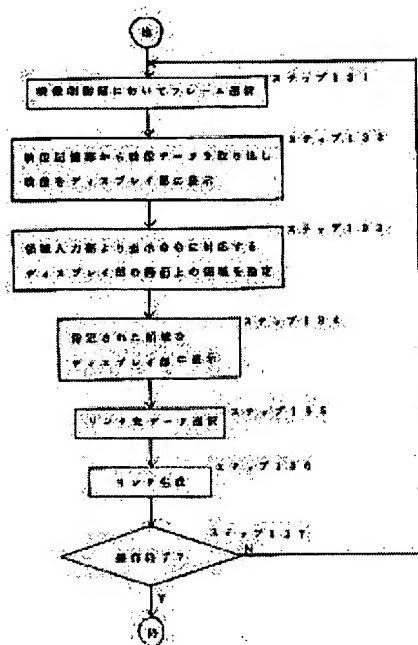 始
ステップ131
映像制御部においてフレーム選択
ステップ132
映像記憶部から映像データを取り出し
映像をディスプレイ部に表示
ステップ133
領域入力部より
に対応する
ディスプレイ部の画面上の領域を指定
ステップ134
指定された領域を
ディスプレイ部に表示
ステップ135
リンク先データ選択
ステップ136
リンク生成
ステップ137
操作終了?
N
Y
終